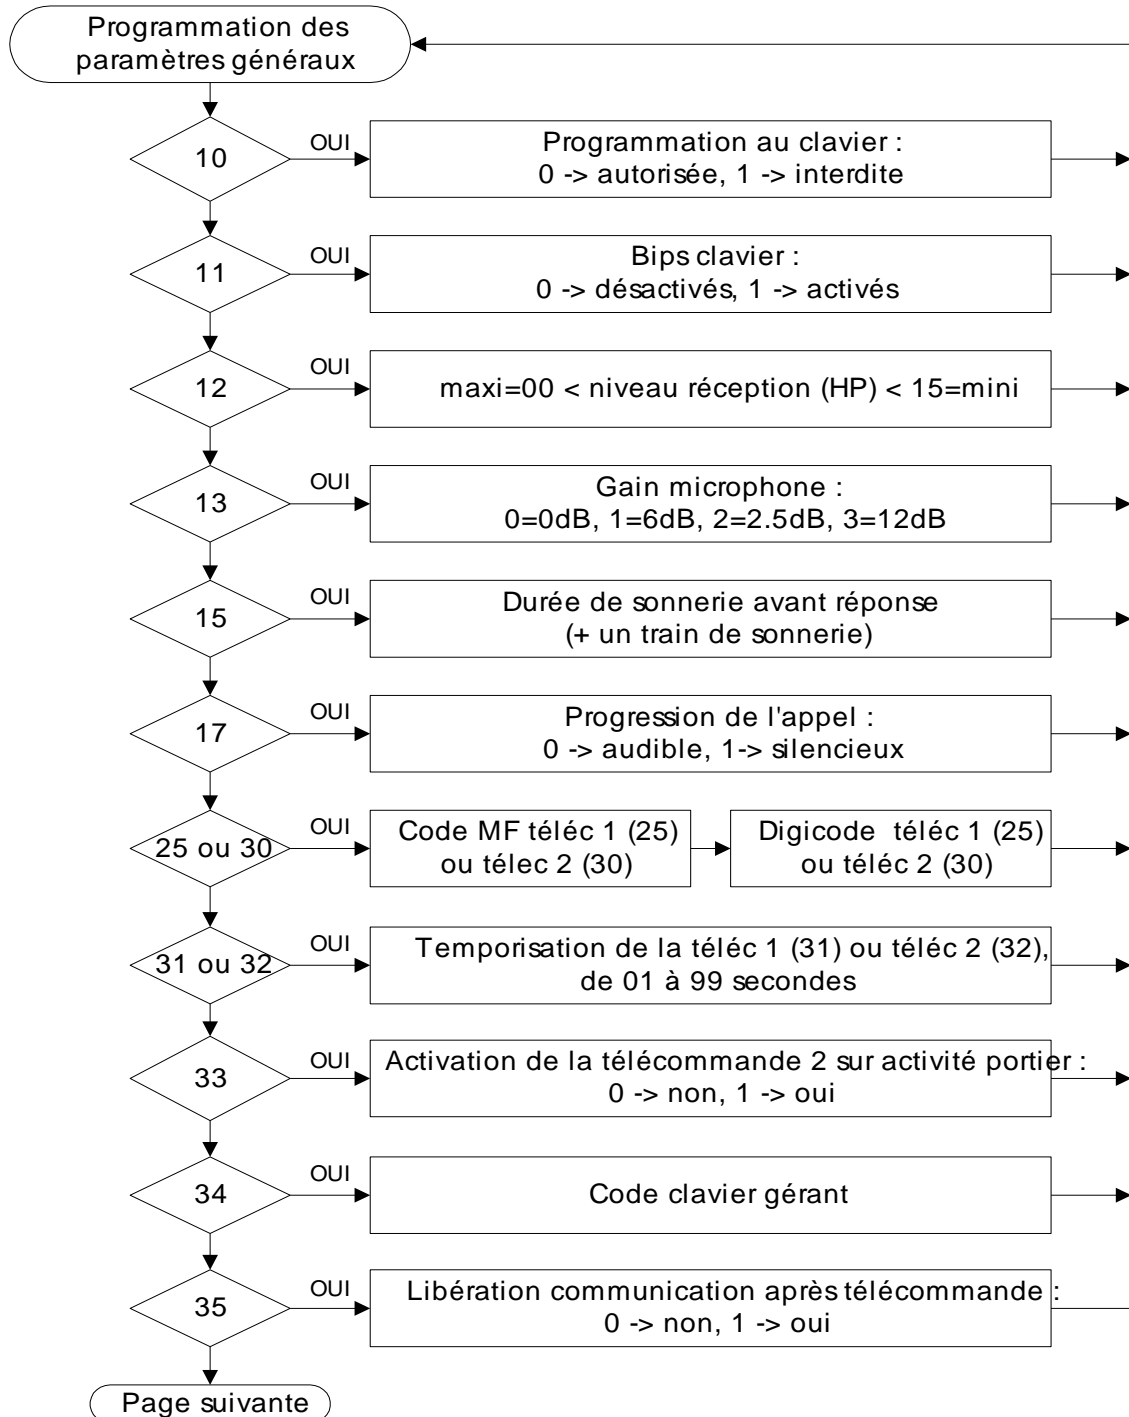 Programmation des
paramètres généraux
10
OUI
Programmation au clavier :
0 -> autorisée, 1 -> interdite
11
OUI
Bips clavier :
0 -> désactivés, 1 -> activés
12
OUI
maxi=00 < niveau réception (HP) < 15=mini
13
OUI
Gain microphone :
0=0dB, 1=6dB, 2=2.5dB, 3=12dB
15
OUI
Durée de sonnerie avant réponse
(+ un train de sonnerie)
17
OUI
Progression de l'appel :
0 -> audible, 1-> silencieux
25 ou 30
OUI
Code MF téléc 1 (25)
ou télec 2 (30)
Digicode téléc 1 (25)
ou téléc 2 (30)
31 ou 32
OUI
Temporisation de la téléc 1 (31) ou téléc 2 (32),
de 01 à 99 secondes
33
OUI
Activation de la télécommande 2 sur activité portier :
0 -> non, 1 -> oui
34
OUI
Code clavier gérant
35
OUI
Libération communication après télécommande :
0 -> non, 1 -> oui
Page suivante